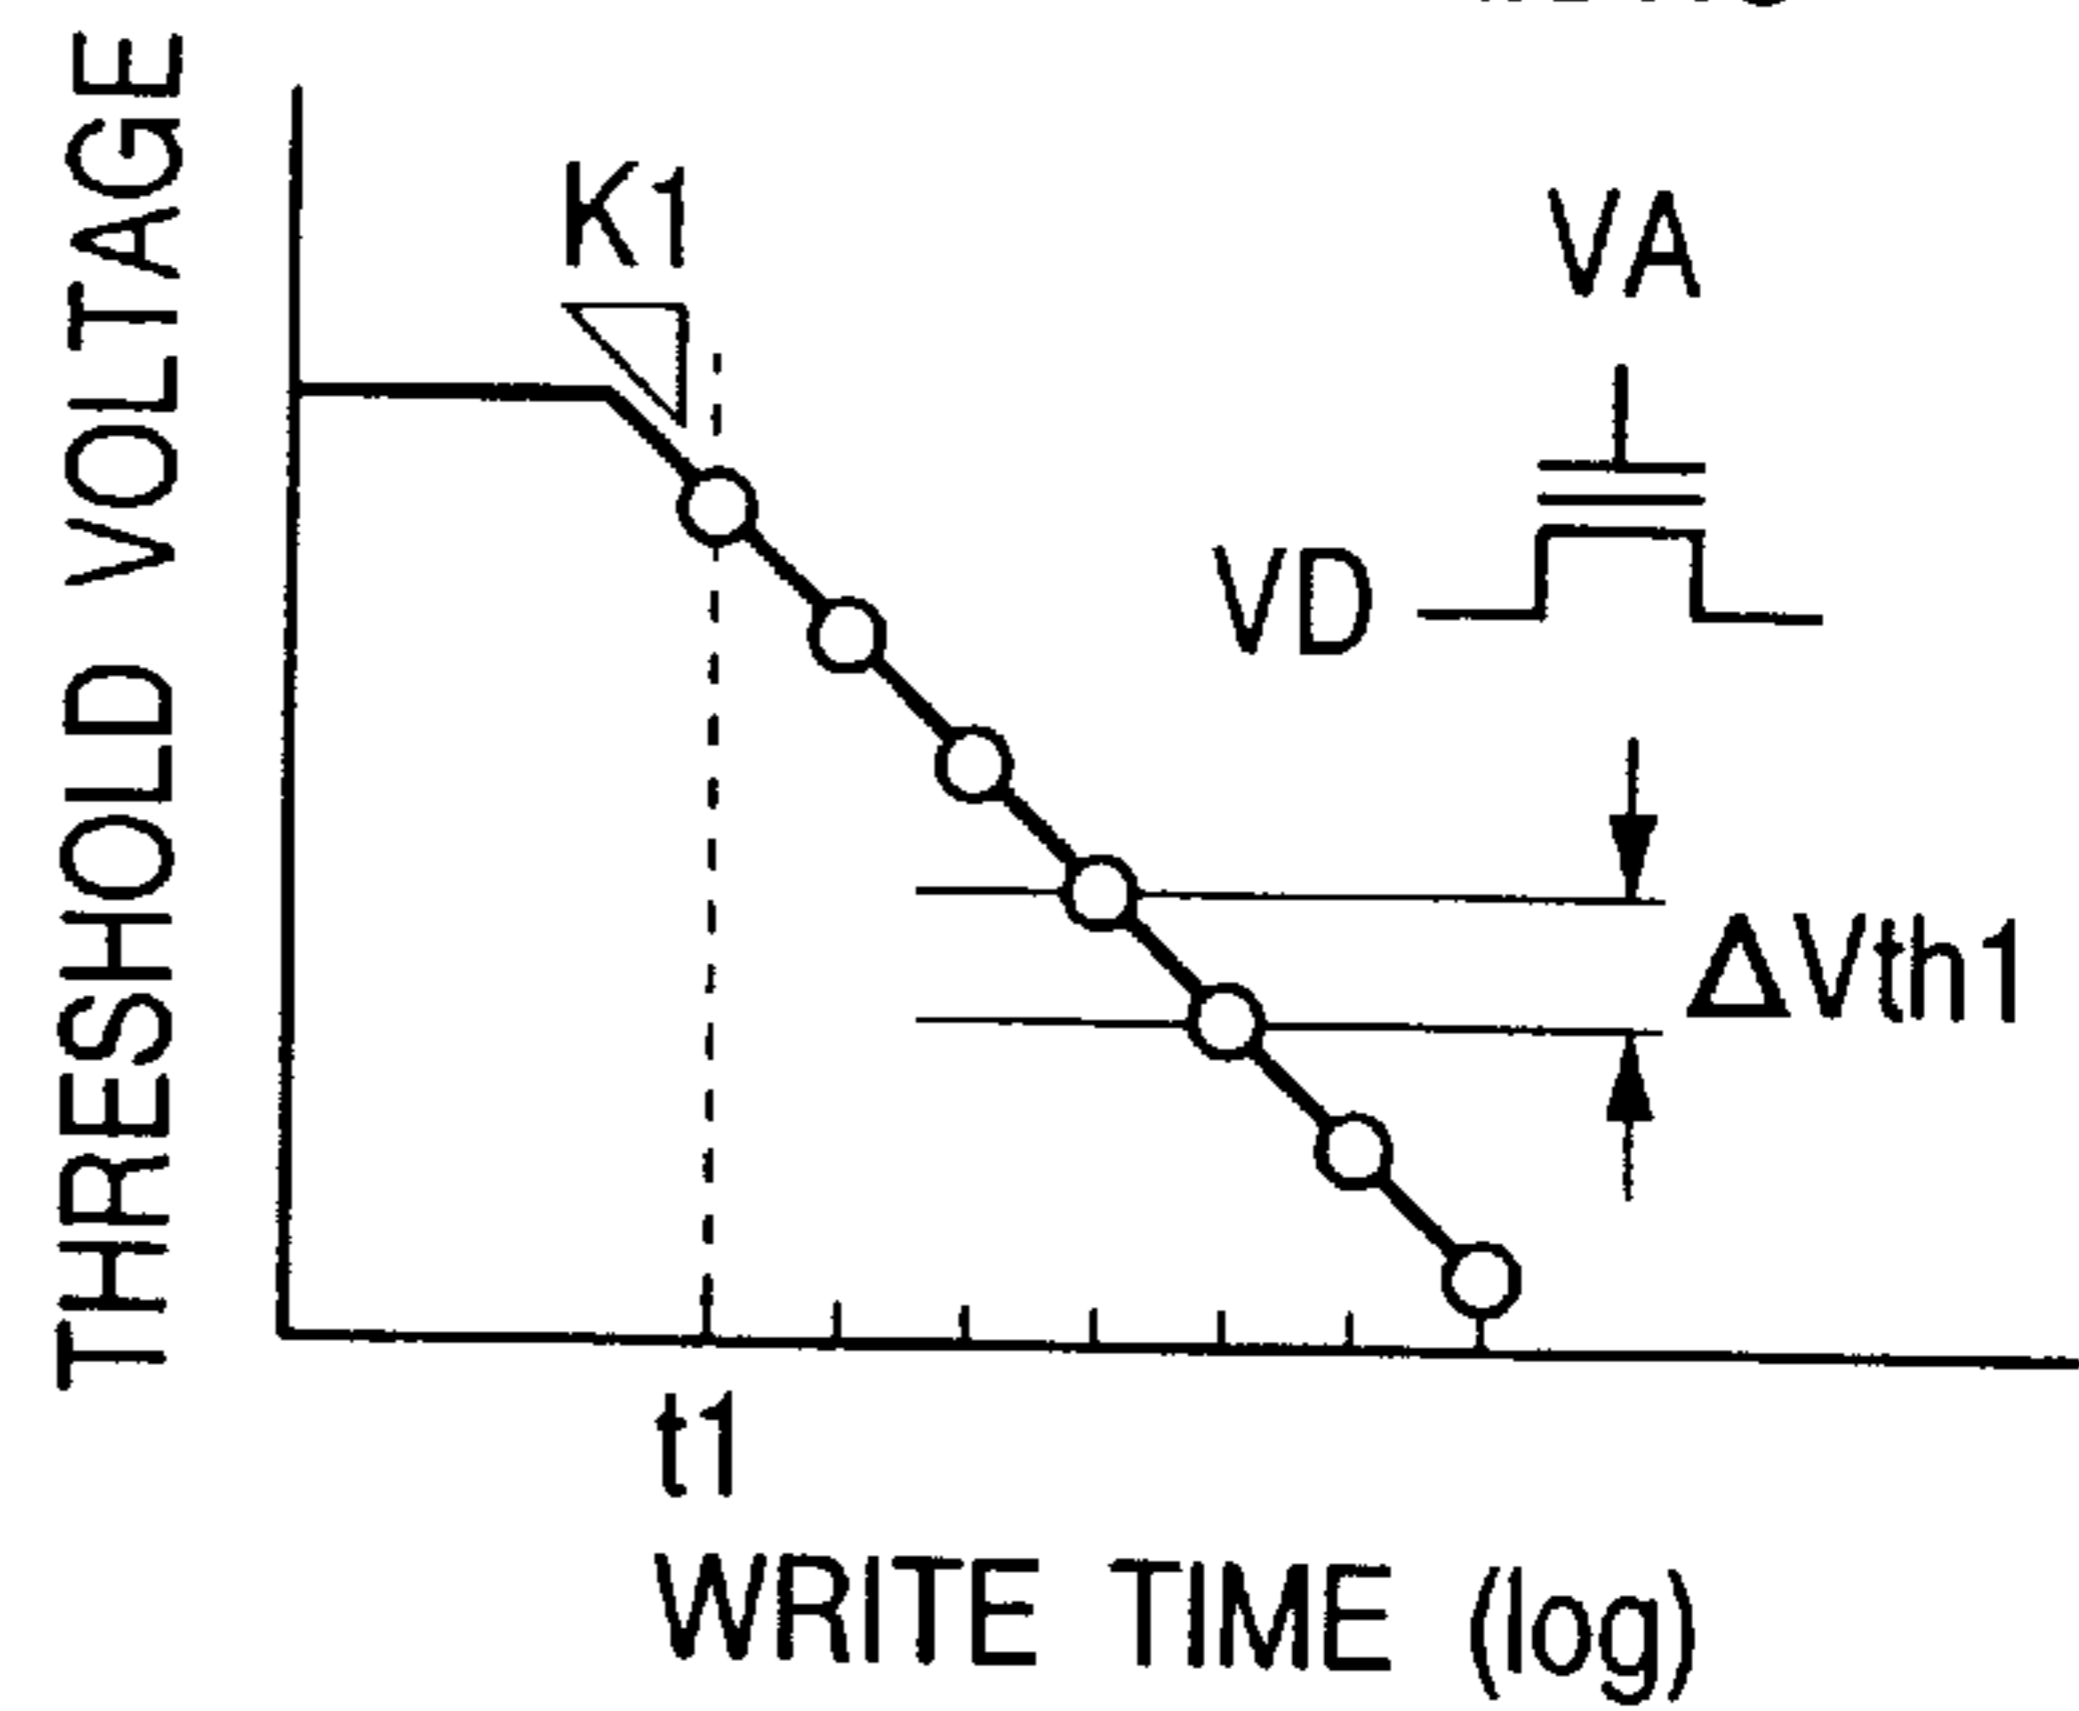 THRESHOLD VOLTAGE
K1
VA
VD
ΔVth1
t1
WRITE TIME (log)